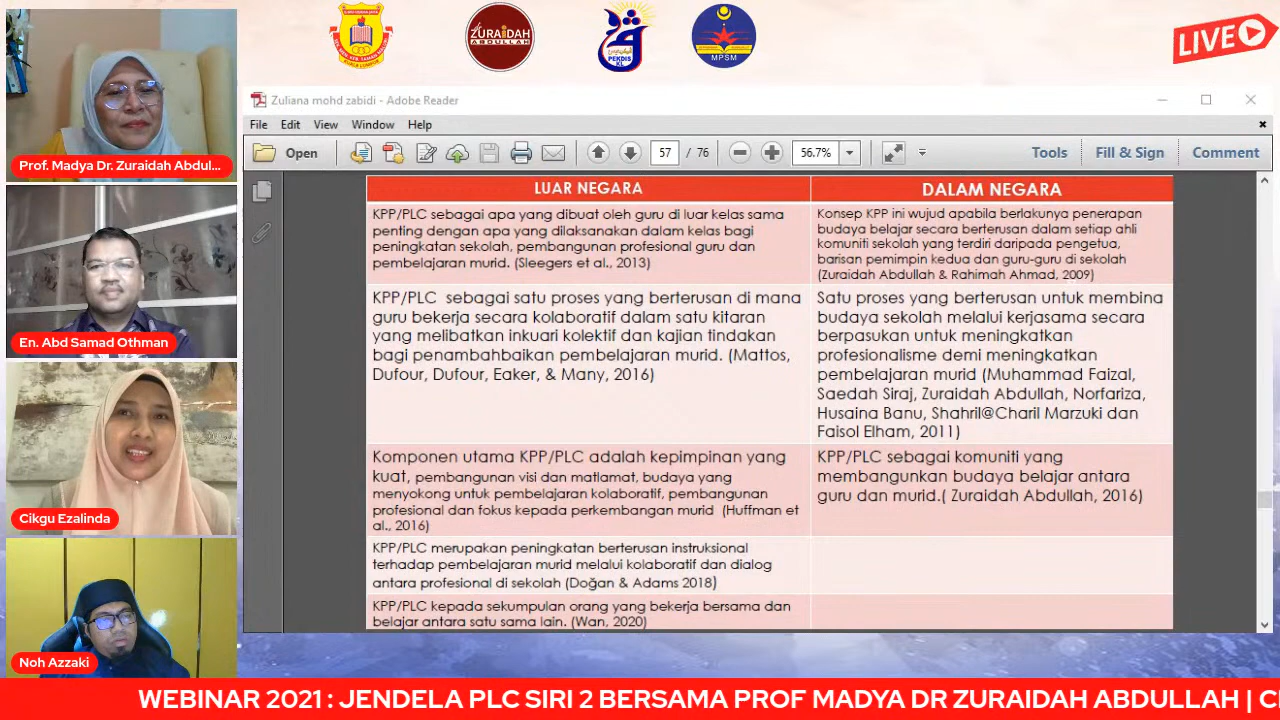 ZURAIDAH
ABDULLAH
PEKDIS
KL
MPSM
LIVE
Prof. Madya Dr. Zuraidah Abdul...
En. Abd Samad Othman
Cikgu Ezalinda
Noh Azzaki
Zuliana mohd zabidi - Adobe Reader
File Edit View Window Help
Open 57 / 76 56.7% Tools Fill & Sign Comment
LUAR NEGARA
DALAM NEGARA
KPP/PLC sebagai apa yang dibuat oleh guru di luar kelas sama
penting dengan apa yang dilaksanakan dalam kelas bagi
peningkatan sekolah, pembangunan profesional guru dan
pembelajaran murid. (Sleegers et al., 2013)
Konsep KPP ini wujud apabila berlakunya penerapan
budaya belajar secara berterusan dalam setiap ahli
komuniti sekolah yang terdiri daripada pengetua,
barisan pemimpin kedua dan guru-guru di sekolah
(Zuraidah Abdullah & Rahimah Ahmad, 2009)
KPP/PLC sebagai satu proses yang berterusan di mana
guru bekerja secara kolaboratif dalam satu kitaran
yang melibatkan inkuari kolektif dan kajian tindakan
bagi penambahbaikan pembelajaran murid. (Mattos,
Dufour, Dufour, Eaker, & Many, 2016)
Satu proses yang berterusan untuk membina
budaya sekolah melalui kerjasama secara
berpasukan untuk meningkatkan
profesionalisme demi meningkatkan
pembelajaran murid (Muhammad Faizal,
Saedah Siraj, Zuraidah Abdullah, Norfariza,
Husaina Banu, Shahril@Charil Marzuki dan
Faisol Elham, 2011)
Komponen utama KPP/PLC adalah kepimpinan yang
kuat, pembangunan visi dan matlamat, budaya yang
menyokong untuk pembelajaran kolaboratif, pembangunan
profesional dan fokus kepada perkembangan murid (Huffman et
al., 2016)
KPP/PLC sebagai komuniti yang
membangunkan budaya belajar antara
guru dan murid.( Zuraidah Abdullah, 2016)
KPP/PLC merupakan peningkatan berterusan instruksional
terhadap pembelajaran murid melalui kolaboratif dan dialog
antara profesional di sekolah (Doğan & Adams 2018)
KPP/PLC kepada sekumpulan orang yang bekerja bersama dan
belajar antara satu sama lain. (Wan, 2020)
WEBINAR 2021 : JENDELA PLC SIRI 2 BERSAMA PROF MADYA DR ZURAIDAH ABDULLAH |